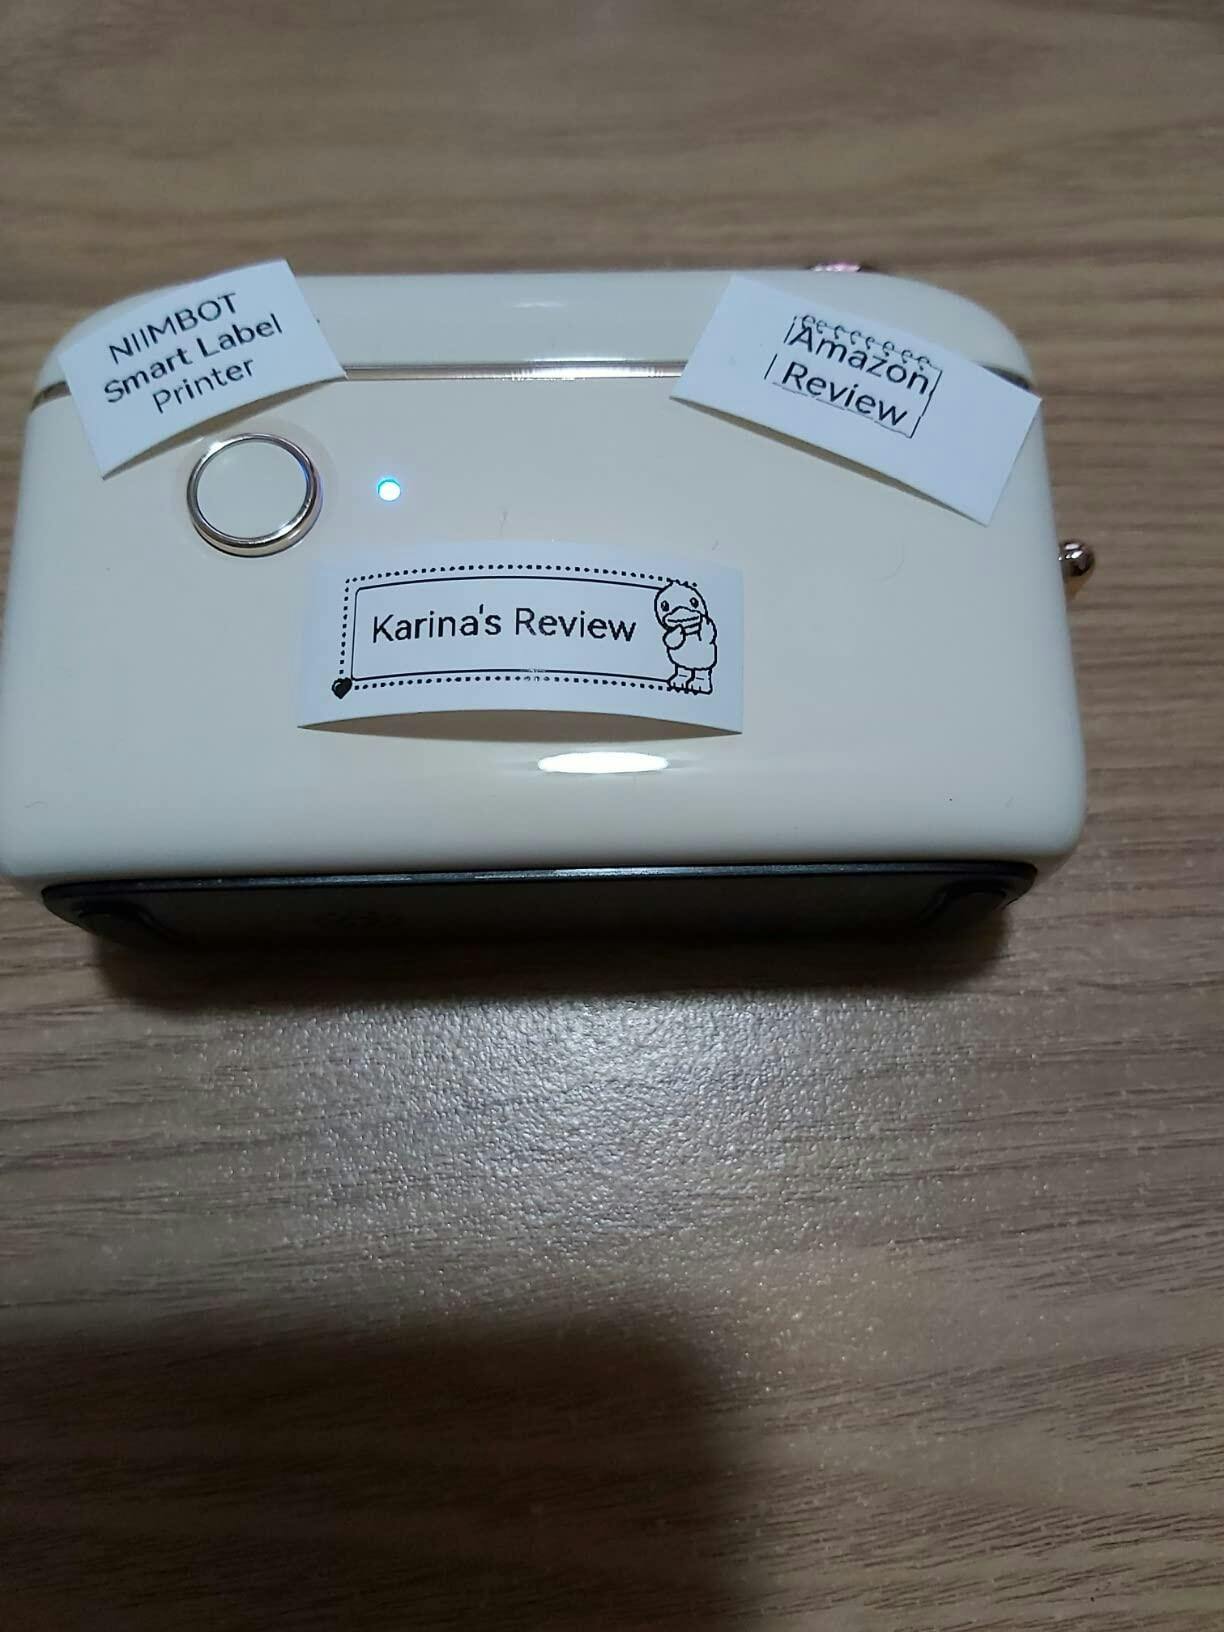 NIIMBOT
Smart Label
Printer
Amazon
Review
Karina's Review